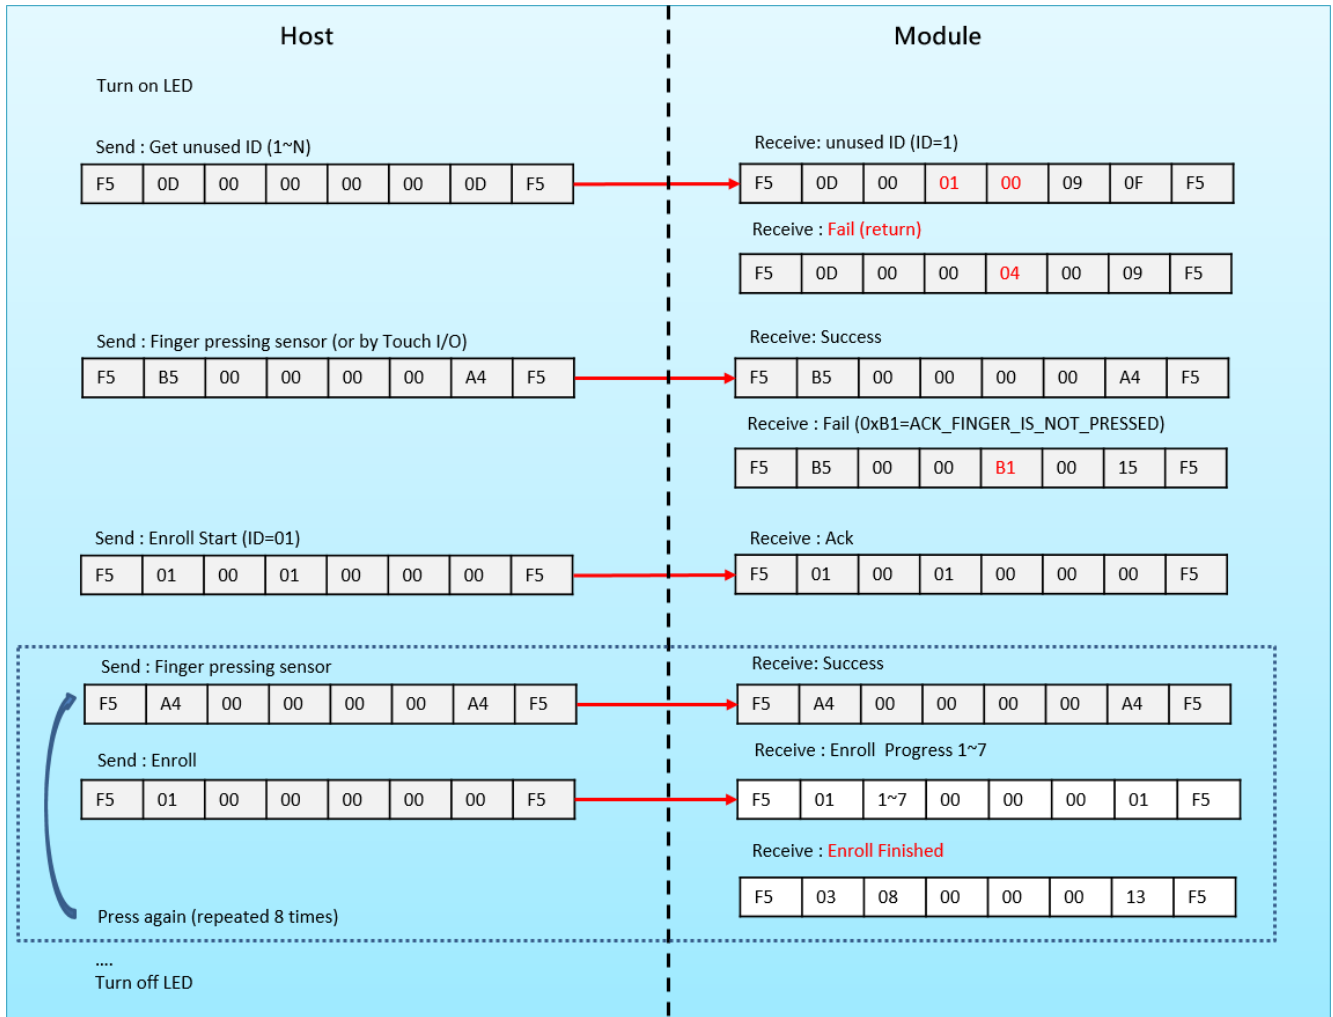 Host
Module
Turn on LED
Send : Get unused ID (1~N)
F5 0D 00 00 00 00 0D F5
Receive: unused ID (ID=1)
F5 0D 00 01 00 09 0F F5
Receive : Fail (return)
F5 0D 00 00 04 00 09 F5
Send : Finger pressing sensor (or by Touch I/O)
F5 B5 00 00 00 00 A4 F5
Receive: Success
F5 B5 00 00 00 00 A4 F5
Receive : Fail (0xB1=ACK_FINGER_IS_NOT_PRESSED)
F5 B5 00 00 B1 00 15 F5
Send : Enroll Start (ID=01)
F5 01 00 01 00 00 00 F5
Receive : Ack
F5 01 00 01 00 00 00 F5
Send : Finger pressing sensor
F5 A4 00 00 00 00 A4 F5
Receive: Success
F5 A4 00 00 00 00 A4 F5
Send : Enroll
F5 01 00 00 00 00 00 F5
Receive : Enroll Progress 1~7
F5 01 1~7 00 00 00 01 F5
Receive : Enroll Finished
F5 03 08 00 00 00 13 F5
Press again (repeated 8 times)
....
Turn off LED